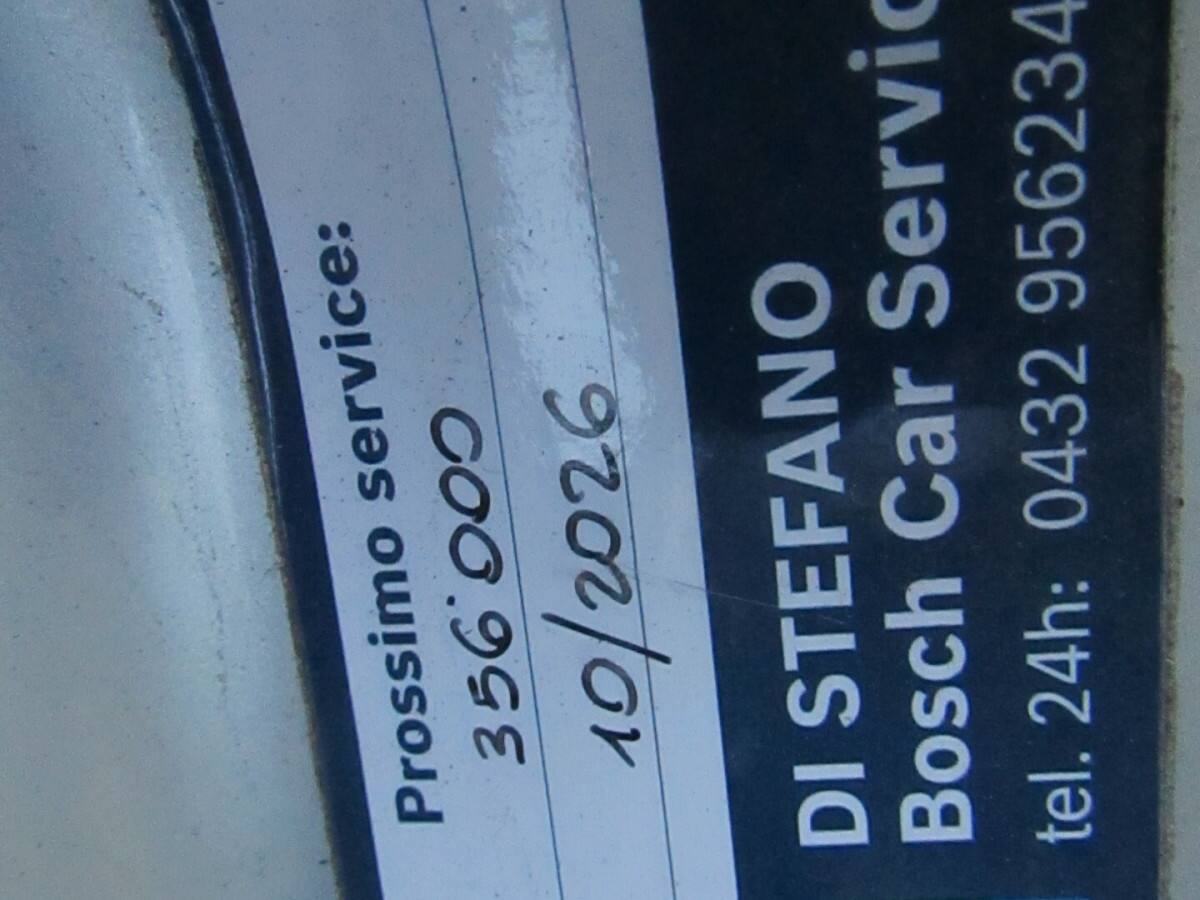 Prossimo service:
356'000
10/2026
DI STEFANO
Bosch Car Servic
tel. 24h: 0432 956234